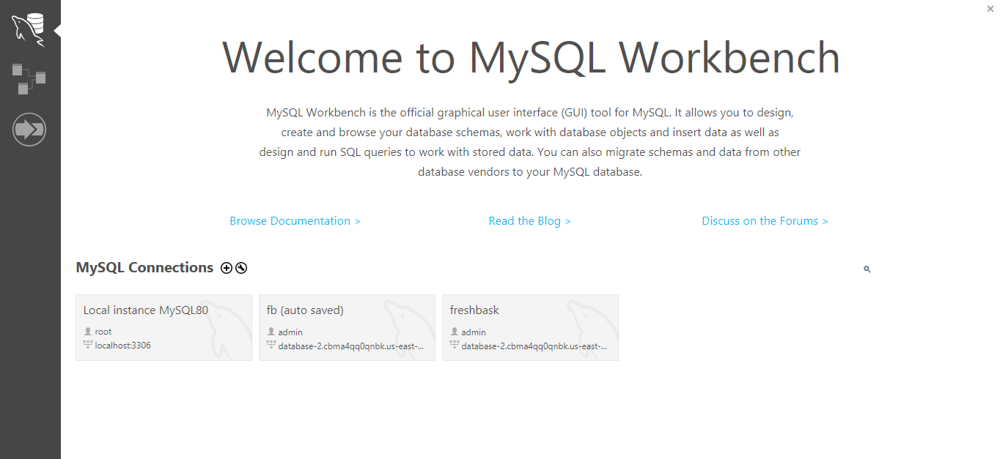 Welcome to MySQL Workbench
MySQL Workbench is the official graphical user interface (GUI) tool for MySQL. It allows you to design,
create and browse your database schemas, work with database objects and insert data as well as
design and run SQL queries to work with stored data. You can also migrate schemas and data from other
database vendors to your MySQL database.
Browse Documentation > Read the Blog > Discuss on the Forums >
MySQL Connections
Local instance MySQL80
root
localhost:3306
fb (auto saved)
admin
database-2.cbma4qq0qnbk.us-east-...
freshbask
admin
database-2.cbma4qq0qnbk.us-east-...